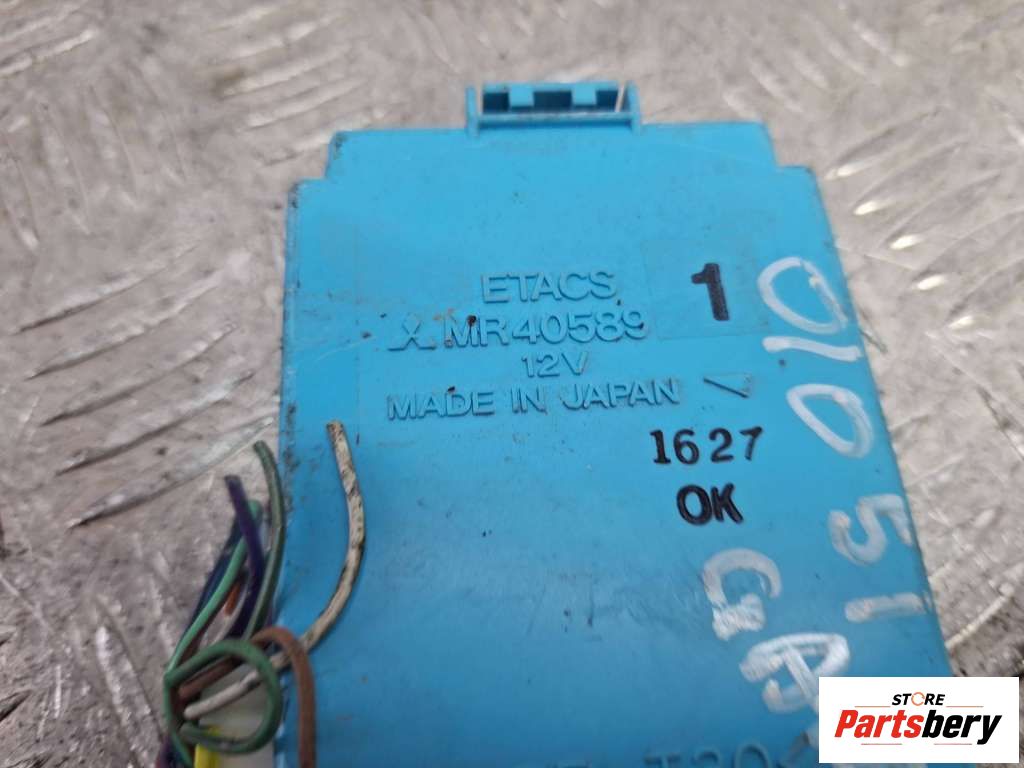 ETACS
MR40589
12V
MADE IN JAPAN
1
1627
OK
STORE
Partsbery